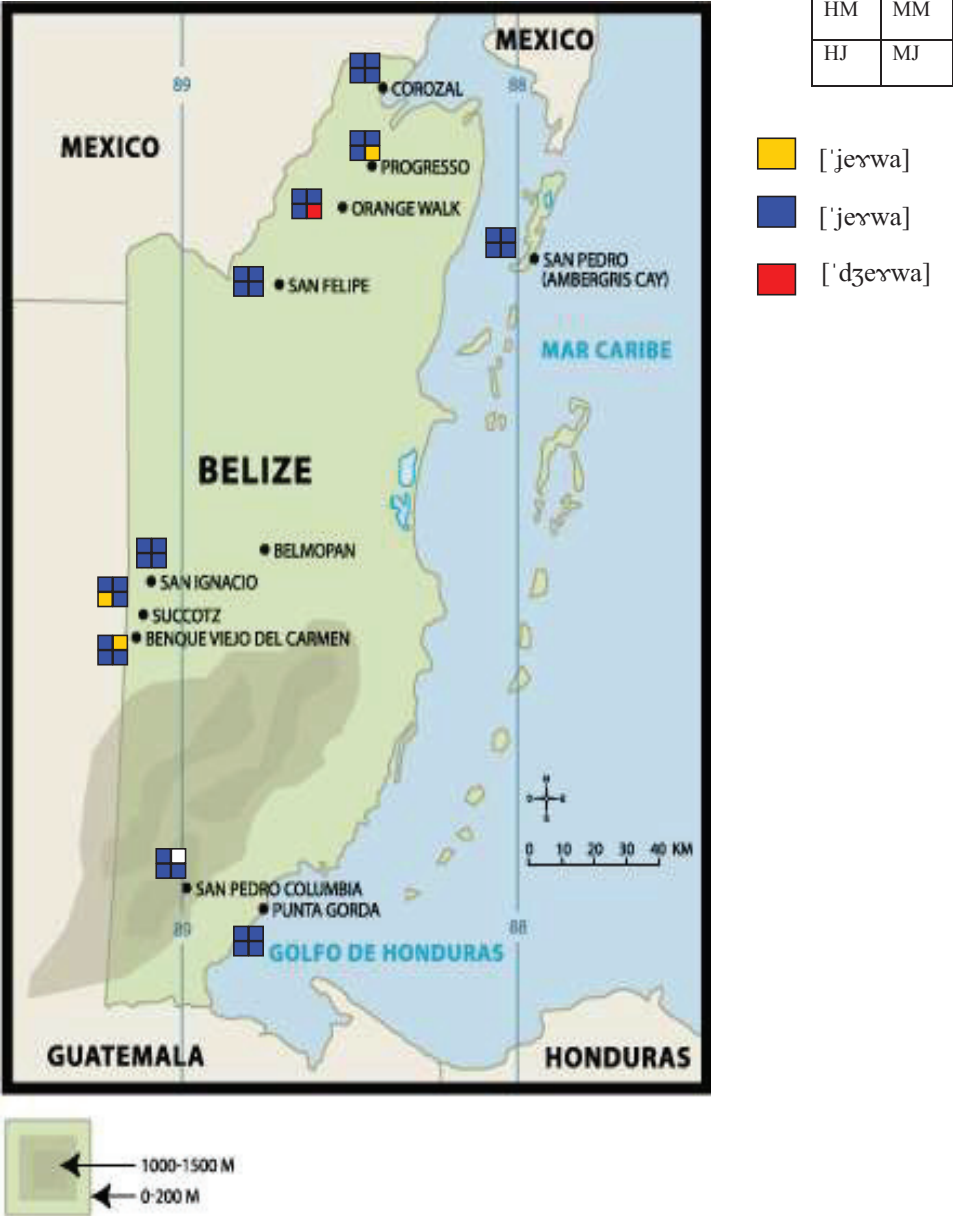 HM MM
HJ MJ
[ˈʝeɤwa]
[ˈjeɤwa]
[ˈdʒeɤwa]
MEXICO
89
88
COROZAL
MEXICO
PROGRESSO
ORANGE WALK
SAN PEDRO
(AMBERGRIS CAY)
SAN FELIPE
MAR CARIBE
BELIZE
BELMOPAN
SAN IGNACIO
SUCCOTZ
BENQUE VIEJO DEL CARMEN
N
O E
S
0 10 20 30 40 KM
SAN PEDRO COLUMBIA
PUNTA GORDA
89
88
GOLFO DE HONDURAS
GUATEMALA
HONDURAS
1000-1500 M
0-200 M